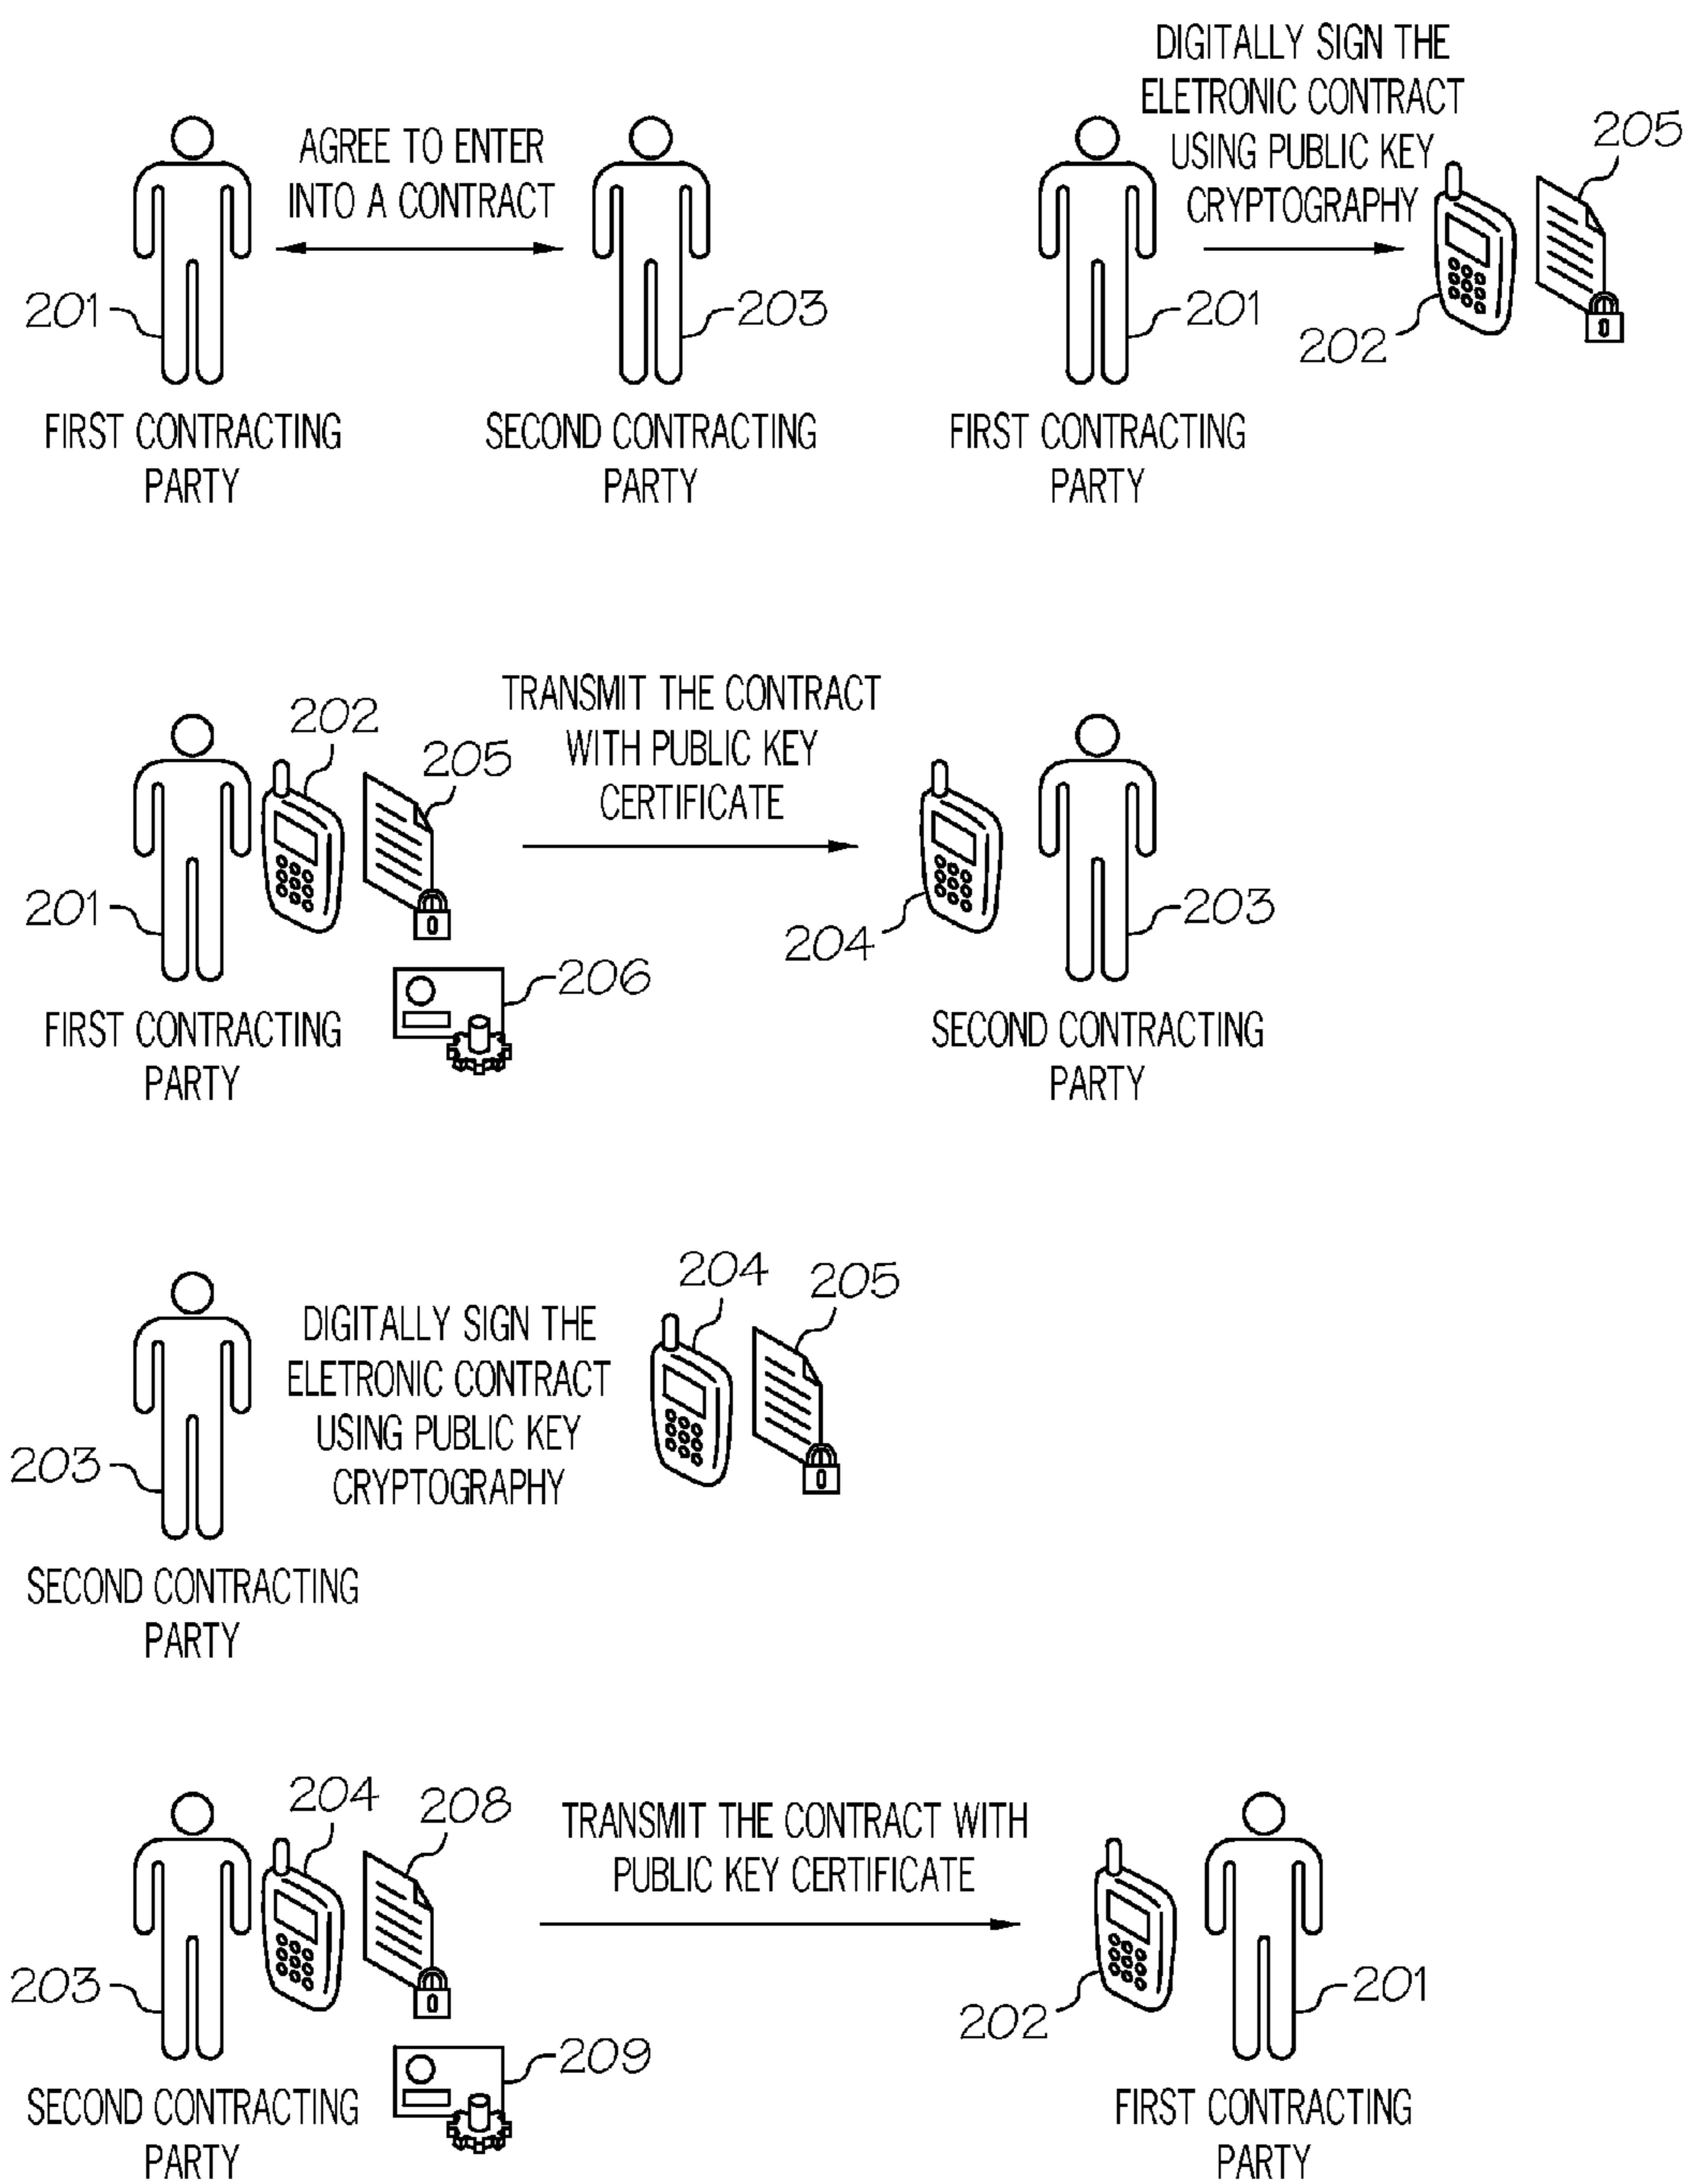 AGREE TO ENTER
INTO A CONTRACT
201
203
FIRST CONTRACTING
PARTY
SECOND CONTRACTING
PARTY
DIGITALLY SIGN THE
ELETRONIC CONTRACT
USING PUBLIC KEY
CRYPTOGRAPHY
205
201
202
FIRST CONTRACTING
PARTY
202
205
TRANSMIT THE CONTRACT
WITH PUBLIC KEY
CERTIFICATE
201
206
204
203
FIRST CONTRACTING
PARTY
SECOND CONTRACTING
PARTY
204
205
DIGITALLY SIGN THE
ELETRONIC CONTRACT
USING PUBLIC KEY
CRYPTOGRAPHY
203
SECOND CONTRACTING
PARTY
204
208
TRANSMIT THE CONTRACT WITH
PUBLIC KEY CERTIFICATE
203
209
202
201
SECOND CONTRACTING
PARTY
FIRST CONTRACTING
PARTY